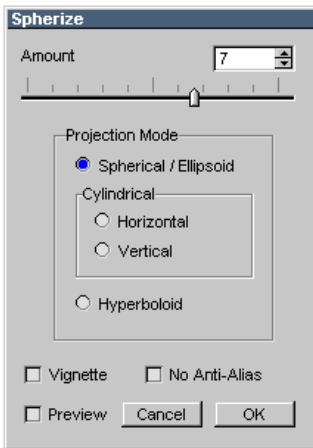 Spherize
Amount 7
Projection Mode
Spherical / Ellipsoid
Cylindrical
Horizontal
Vertical
Hyperboloid
Vignette No Anti-Alias
Preview Cancel OK